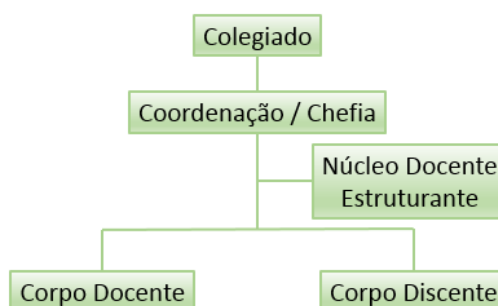 Colegiado
Coordenação / Chefia
Núcleo Docente
Estruturante
Corpo Docente
Corpo Discente